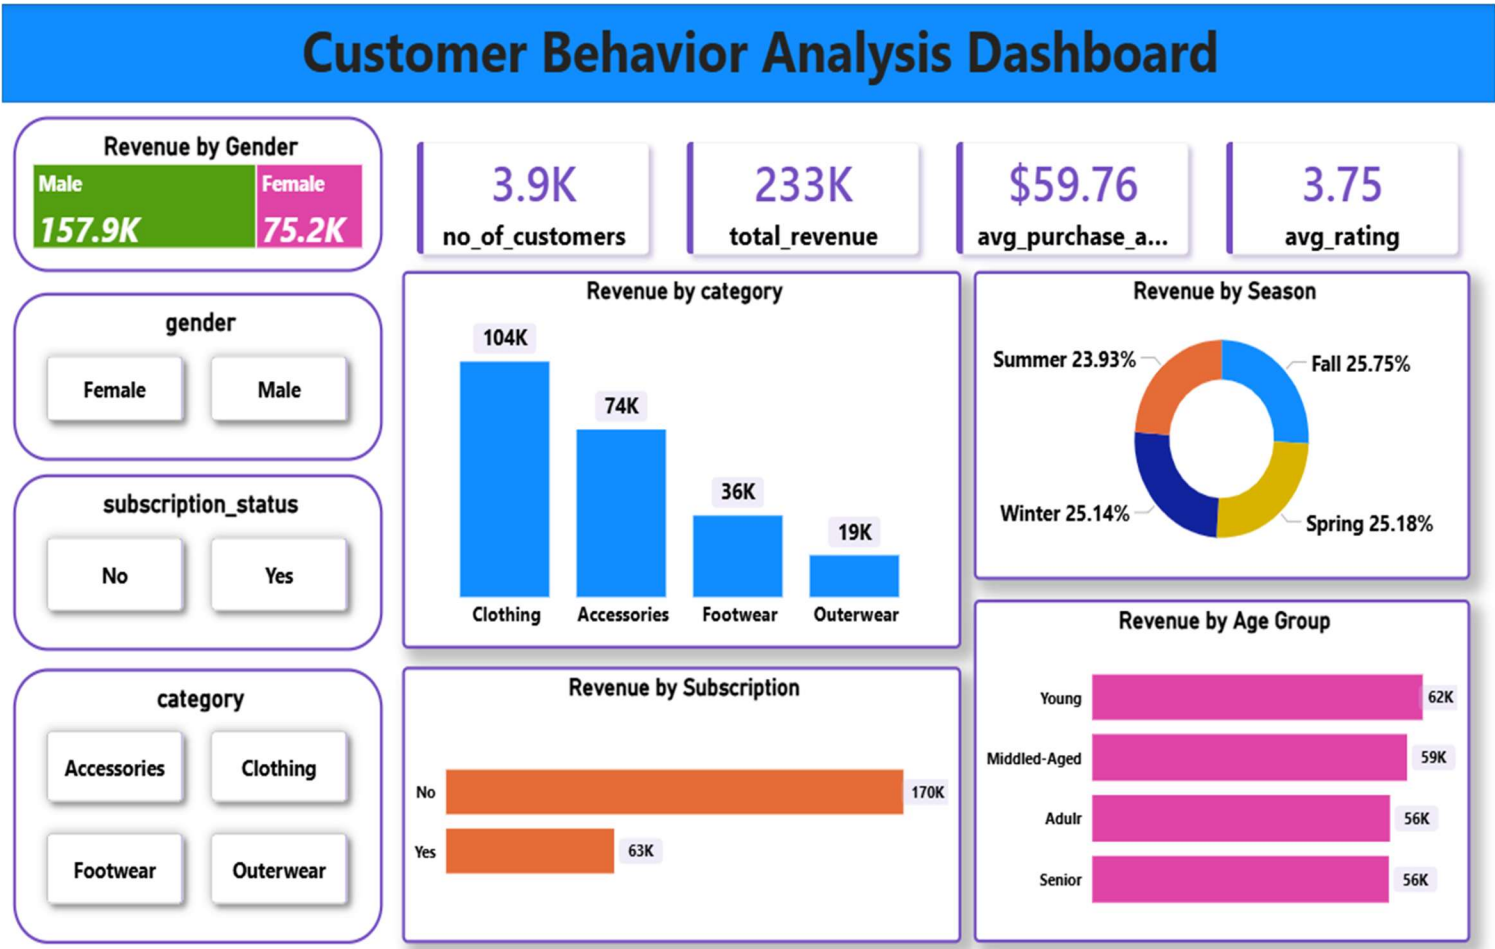 Customer Behavior Analysis Dashboard
Revenue by Gender
Male
Female
157.9K
75.2K
3.9K
no_of_customers
233K
total_revenue
$59.76
avg_purchase_a...
3.75
avg_rating
gender
Female
Male
subscription_status
No
Yes
category
Accessories
Clothing
Footwear
Outerwear
Revenue by category
104K
74K
36K
19K
Clothing
Accessories
Footwear
Outerwear
Revenue by Season
Summer 23.93%
Fall 25.75%
Winter 25.14%
Spring 25.18%
Revenue by Subscription
No
170K
Yes
63K
Revenue by Age Group
Young
62K
Middled-Aged
59K
Adulr
56K
Senior
56K